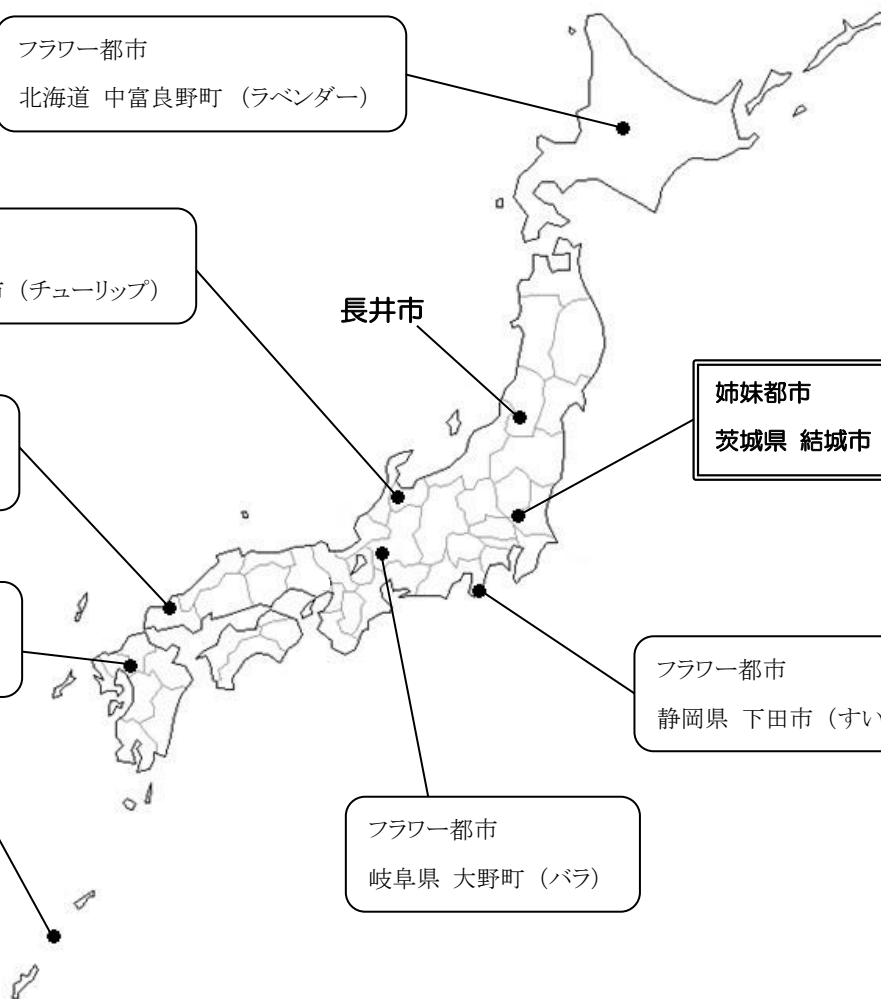 フラワー都市
北海道 中富良野町 (ラベンダー)
(チューリップ)
長井市
姉妹都市
茨城県 結城市
フラワー都市
静岡県 下田市 (すい
フラワー都市
岐阜県 大野町 (バラ)